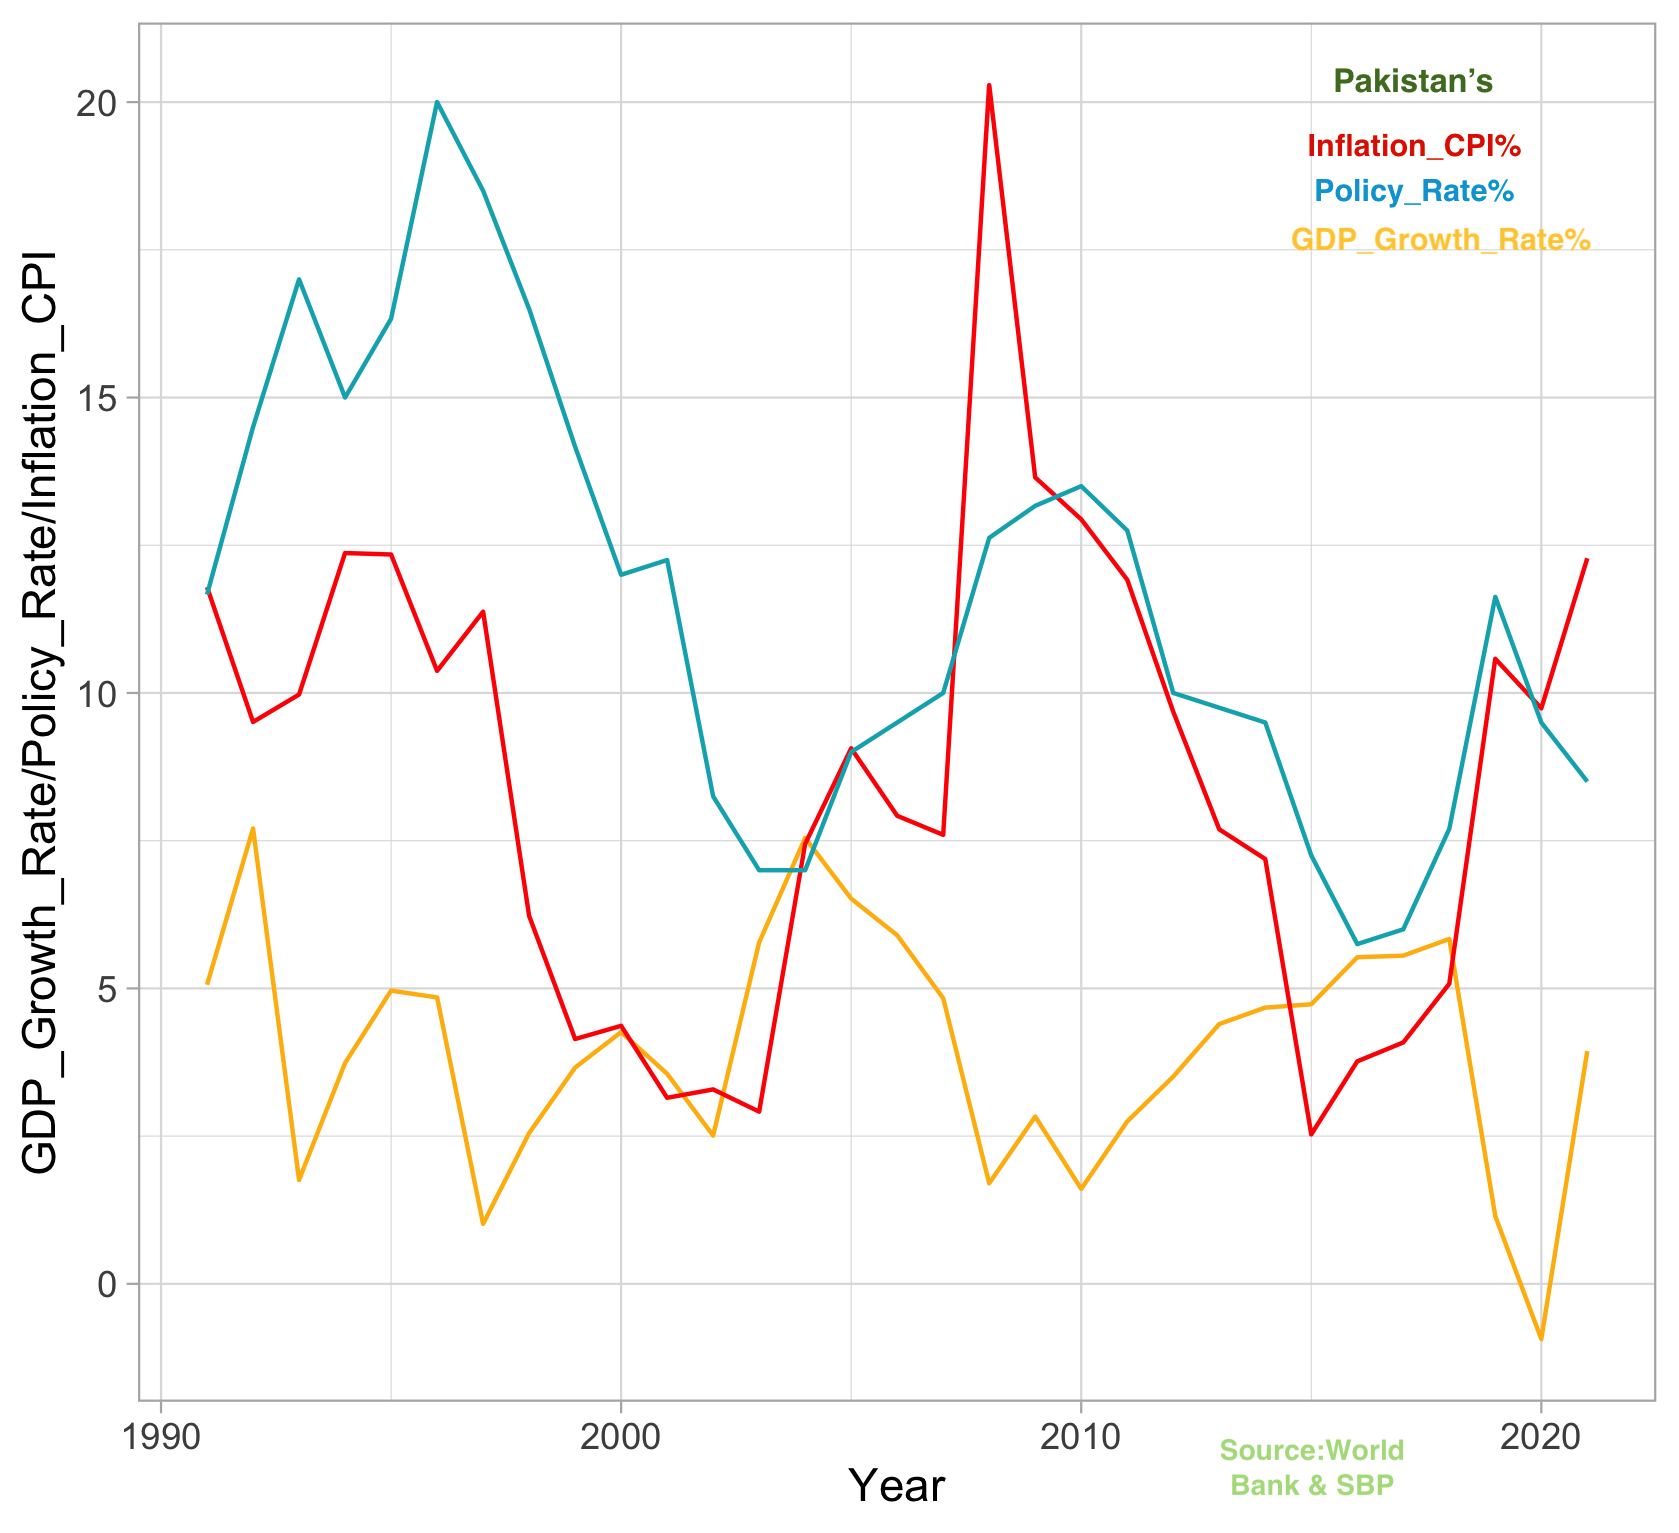 Pakistan’s
Inflation_CPI%
Policy_Rate%
GDP_Growth_Rate%
GDP_Growth_Rate/Policy_Rate/Inflation_CPI
20
15
10
5
0
1990
2000
2010
2020
Year
Source:World
Bank & SBP